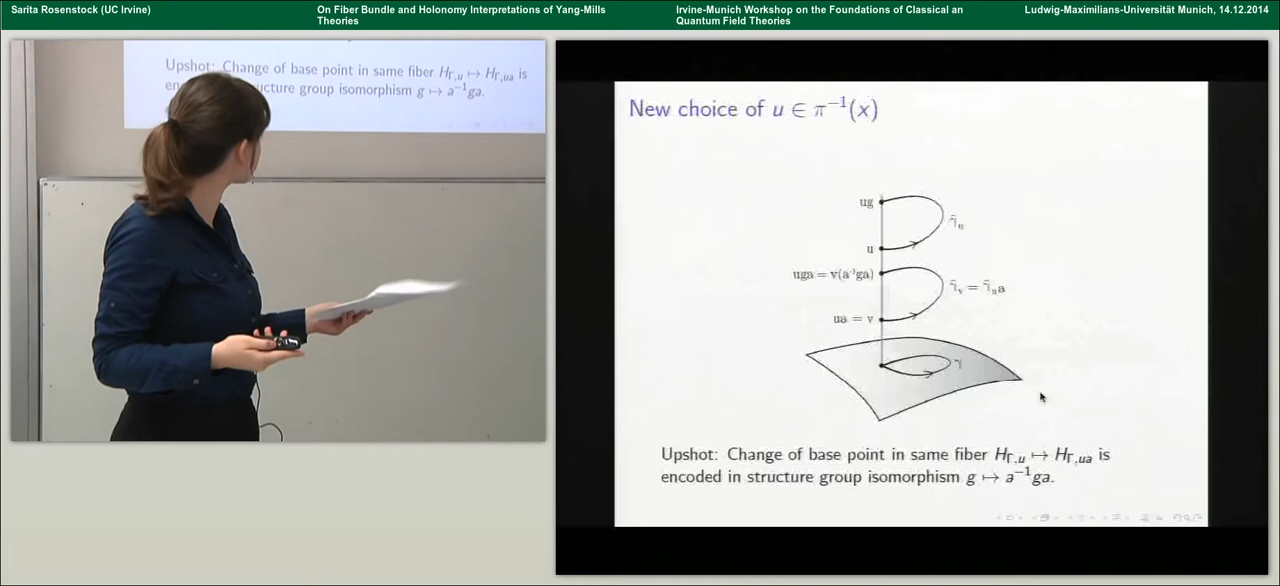 Sarita Rosenstock (UC Irvine)
On Fiber Bundle and Holonomy Interpretations of Yang-Mills
Theories
Irvine-Munich Workshop on the Foundations of Classical an
Quantum Field Theories
Ludwig-Maximilians-Universität Munich, 14.12.2014
Upshot: Change of base point in same fiber H_{Γ,u} ↦ H_{Γ,ua} is
ucture group isomorphism g ↦ a⁻¹ga.
New choice of u ∈ π⁻¹(x)
ug
γ̃_u
u
uga = v(a⁻¹ga)
γ̃_v = γ̃_u a
ua = v
γ
Upshot: Change of base point in same fiber H_{Γ,u} ↦ H_{Γ,ua} is
encoded in structure group isomorphism g ↦ a⁻¹ga.